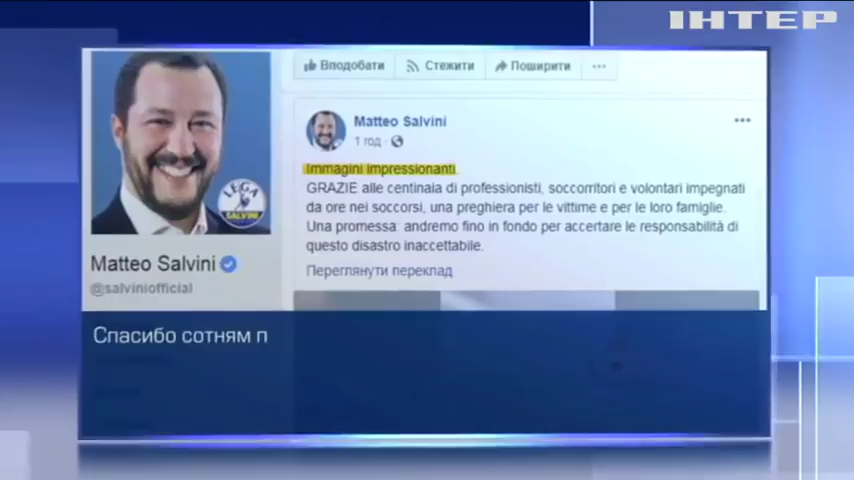 ІНТЕР
Вподобати
Стежити
Поширити
Matteo Salvini
1 год
Immagini impressionanti.
GRAZIE alle centinaia di professionisti, soccorritori e volontari impegnati
da ore nei soccorsi, una preghiera per le vittime e per le loro famiglie.
Una promessa: andremo fino in fondo per accertare le responsabilità di
questo disastro inaccettabile.
Переглянути переклад
LEGA
SALVINI
Matteo Salvini
@salviniofficial
Спасибо сотням п